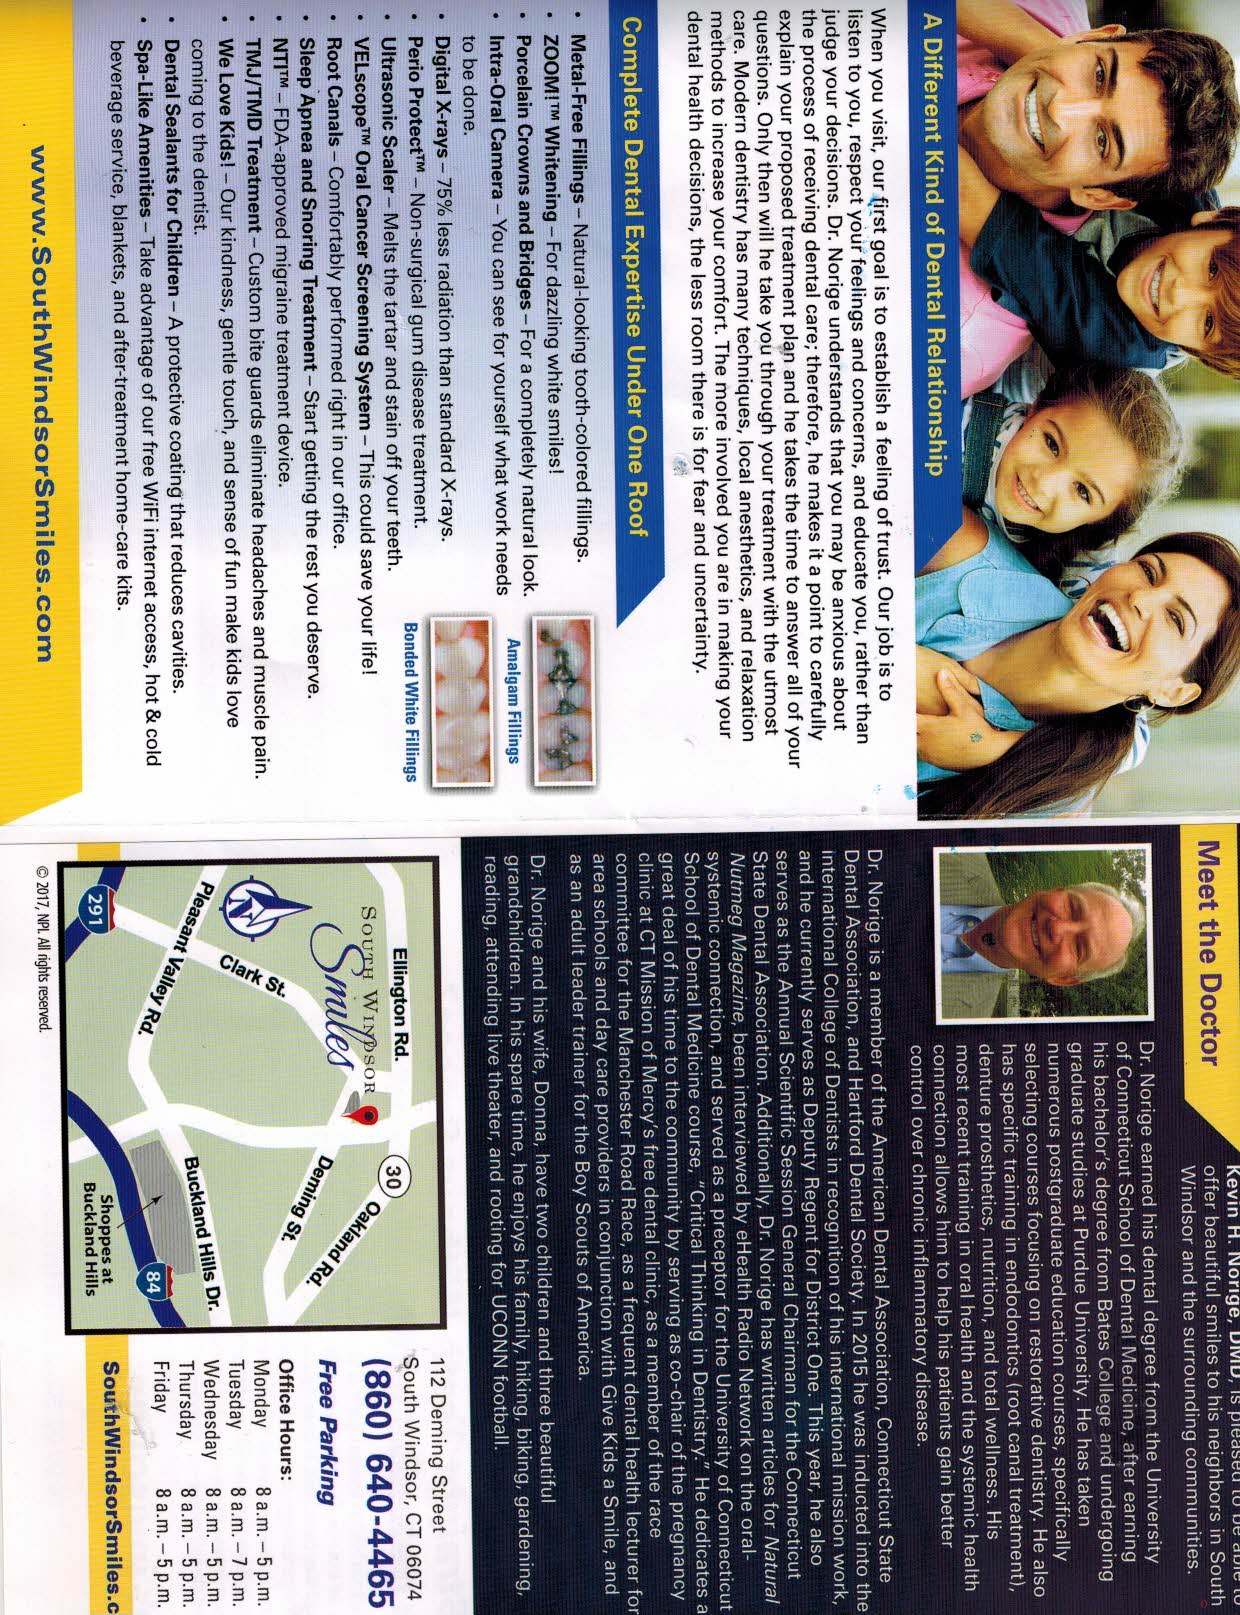 A Different Kind of Dental Relationship
When you visit, our first goal is to establish a feeling of trust. Our job is to
listen to you, respect your feelings and concerns, and educate you, rather than
judge your decisions. Dr. Norige understands that you may be anxious about
the process of receiving dental care; therefore, he makes it a point to carefully
explain your proposed treatment plan and he takes the time to answer all of your
questions. Only then will he take you through your treatment with the utmost
care. Modern dentistry has many techniques, local anesthetics, and relaxation
methods to increase your comfort. The more involved you are in making your
dental health decisions, the less room there is for fear and uncertainty.
Complete Dental Expertise Under One Roof
• Metal-Free Fillings – Natural-looking tooth-colored fillings.
• ZOOM!™ Whitening – For dazzling white smiles!
• Porcelain Crowns and Bridges – For a completely natural look.
• Intra-Oral Camera – You can see for yourself what work needs
to be done.
• Digital X-rays – 75% less radiation than standard X-rays.
• Perio Protect™ – Non-surgical gum disease treatment.
• Ultrasonic Scaler – Melts the tartar and stain off your teeth.
• VELscope™ Oral Cancer Screening System – This could save your life!
• Root Canals – Comfortably performed right in our office.
• Sleep Apnea and Snoring Treatment – Start getting the rest you deserve.
• NTI™ – FDA-approved migraine treatment device.
• TMJ/TMD Treatment – Custom bite guards eliminate headaches and muscle pain.
• We Love Kids! – Our kindness, gentle touch, and sense of fun make kids love
coming to the dentist.
• Dental Sealants for Children – A protective coating that reduces cavities.
• Spa-Like Amenities – Take advantage of our free WiFi internet access, hot & cold
beverage service, blankets, and after-treatment home-care kits.
Amalgam Fillings
Bonded White Fillings
www.SouthWindsorSmiles.com
Meet the Doctor
Kevin H. Norige, DMD, is pleased to be able to
offer beautiful smiles to his neighbors in South
Windsor and the surrounding communities.
Dr. Norige earned his dental degree from the University
of Connecticut School of Dental Medicine, after earning
his bachelor's degree from Bates College and undergoing
graduate studies at Purdue University. He has taken
numerous postgraduate education courses, specifically
selecting courses focusing on restorative dentistry. He also
has specific training in endodontics (root canal treatment),
denture prosthetics, nutrition, and total wellness. His
most recent training in oral health and the systemic health
connection allows him to help his patients gain better
control over chronic inflammatory disease.
Dr. Norige is a member of the American Dental Association, Connecticut State
Dental Association, and Hartford Dental Society. In 2015 he was inducted into the
International College of Dentists in recognition of his international mission work,
and he currently serves as Deputy Regent for District One. This year, he also
serves as the Annual Scientific Session General Chairman for the Connecticut
State Dental Association. Additionally, Dr. Norige has written articles for Natural
Nutmeg Magazine, been interviewed by eHealth Radio Network on the oral-
systemic connection, and served as a preceptor for the University of Connecticut
School of Dental Medicine course, "Critical Thinking in Dentistry." He dedicates a
great deal of his time to the community by serving as co-chair of the pregnancy
clinic at CT Mission of Mercy's free dental clinic, as a member of the race
committee for the Manchester Road Race, as a frequent dental health lecturer for
area schools and day care providers in conjunction with Give Kids a Smile, and
as an adult leader trainer for the Boy Scouts of America.
Dr. Norige and his wife, Donna, have two children and three beautiful
grandchildren. In his spare time, he enjoys his family, hiking, biking, gardening,
reading, attending live theater, and rooting for UCONN football.
Ellington Rd.
South Windsor
Smiles
N
Clark St.
Pleasant Valley Rd.
291
30
Oakland Rd.
Deming St.
Buckland Hills Dr.
Shoppes at
Buckland Hills
84
© 2017, NPI. All rights reserved.
112 Deming Street
South Windsor, CT 06074
(860) 640-4465
Free Parking
Office Hours:
Monday 8 a.m. – 5 p.m.
Tuesday 8 a.m. – 7 p.m.
Wednesday 8 a.m. – 5 p.m.
Thursday 8 a.m. – 5 p.m.
Friday 8 a.m. – 5 p.m.
SouthWindsorSmiles.c